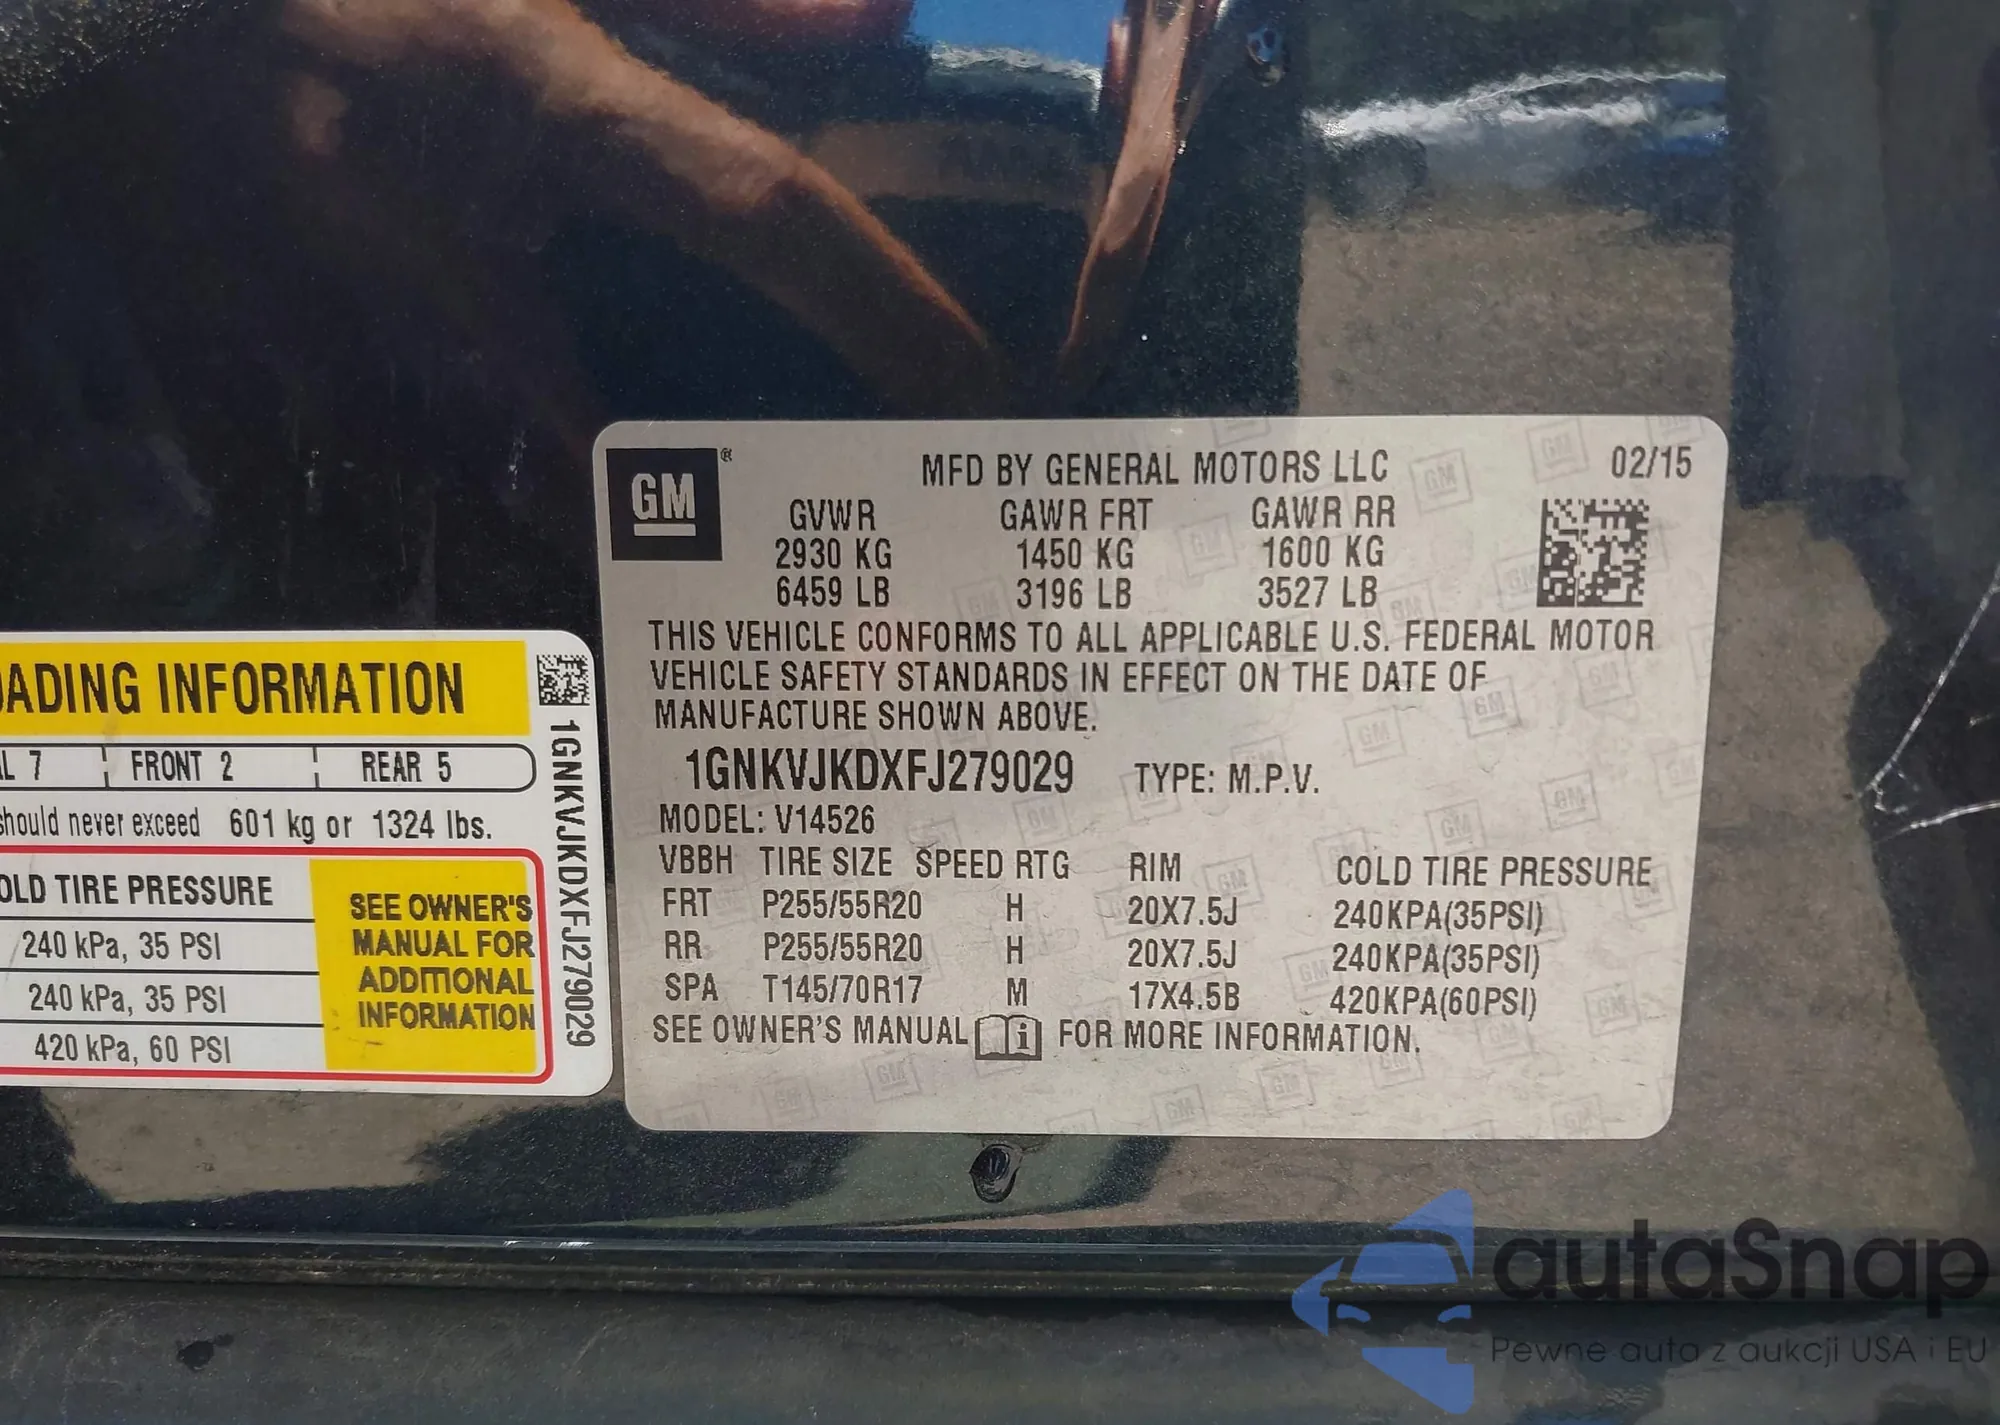 GM®
MFD BY GENERAL MOTORS LLC 02/15
GVWR GAWR FRT GAWR RR
2930 KG 1450 KG 1600 KG
6459 LB 3196 LB 3527 LB
THIS VEHICLE CONFORMS TO ALL APPLICABLE U.S. FEDERAL MOTOR
VEHICLE SAFETY STANDARDS IN EFFECT ON THE DATE OF
MANUFACTURE SHOWN ABOVE.
1GNKVJKDXFJ279029 TYPE: M.P.V.
MODEL: V14526
VBBH TIRE SIZE SPEED RTG RIM COLD TIRE PRESSURE
FRT P255/55R20 H 20X7.5J 240KPA(35PSI)
RR P255/55R20 H 20X7.5J 240KPA(35PSI)
SPA T145/70R17 M 17X4.5B 420KPA(60PSI)
SEE OWNER'S MANUAL i FOR MORE INFORMATION.
ADING INFORMATION
AL 7 FRONT 2 REAR 5
should never exceed 601 kg or 1324 lbs.
OLD TIRE PRESSURE
240 kPa, 35 PSI
240 kPa, 35 PSI
420 kPa, 60 PSI
SEE OWNER'S
MANUAL FOR
ADDITIONAL
INFORMATION
1GNKVJKDXFJ279029
autaSnap
Pewne auta z aukcji USA i EU